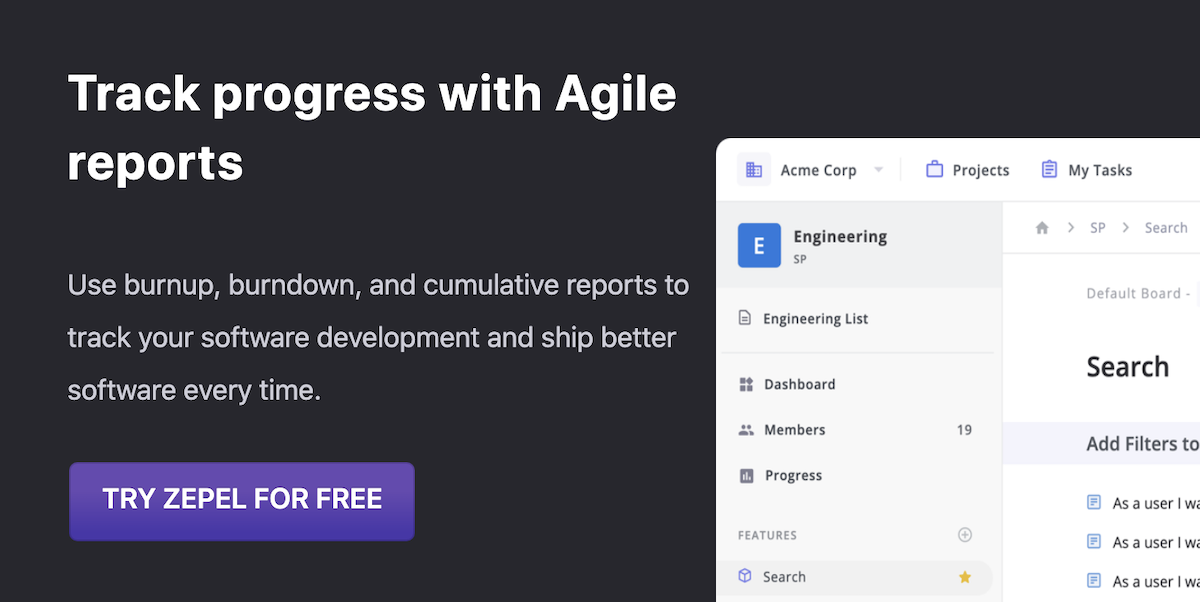 Track progress with Agile
reports
Use burnup, burndown, and cumulative reports to
track your software development and ship better
software every time.
TRY ZEPEL FOR FREE
Acme Corp
Projects
My Tasks
E
Engineering
SP
SP
Search
Engineering List
Default Board -
Search
Dashboard
Members 19
Progress
Add Filters to
As a user I wa
As a user I wa
As a user I wa
FEATURES
Search